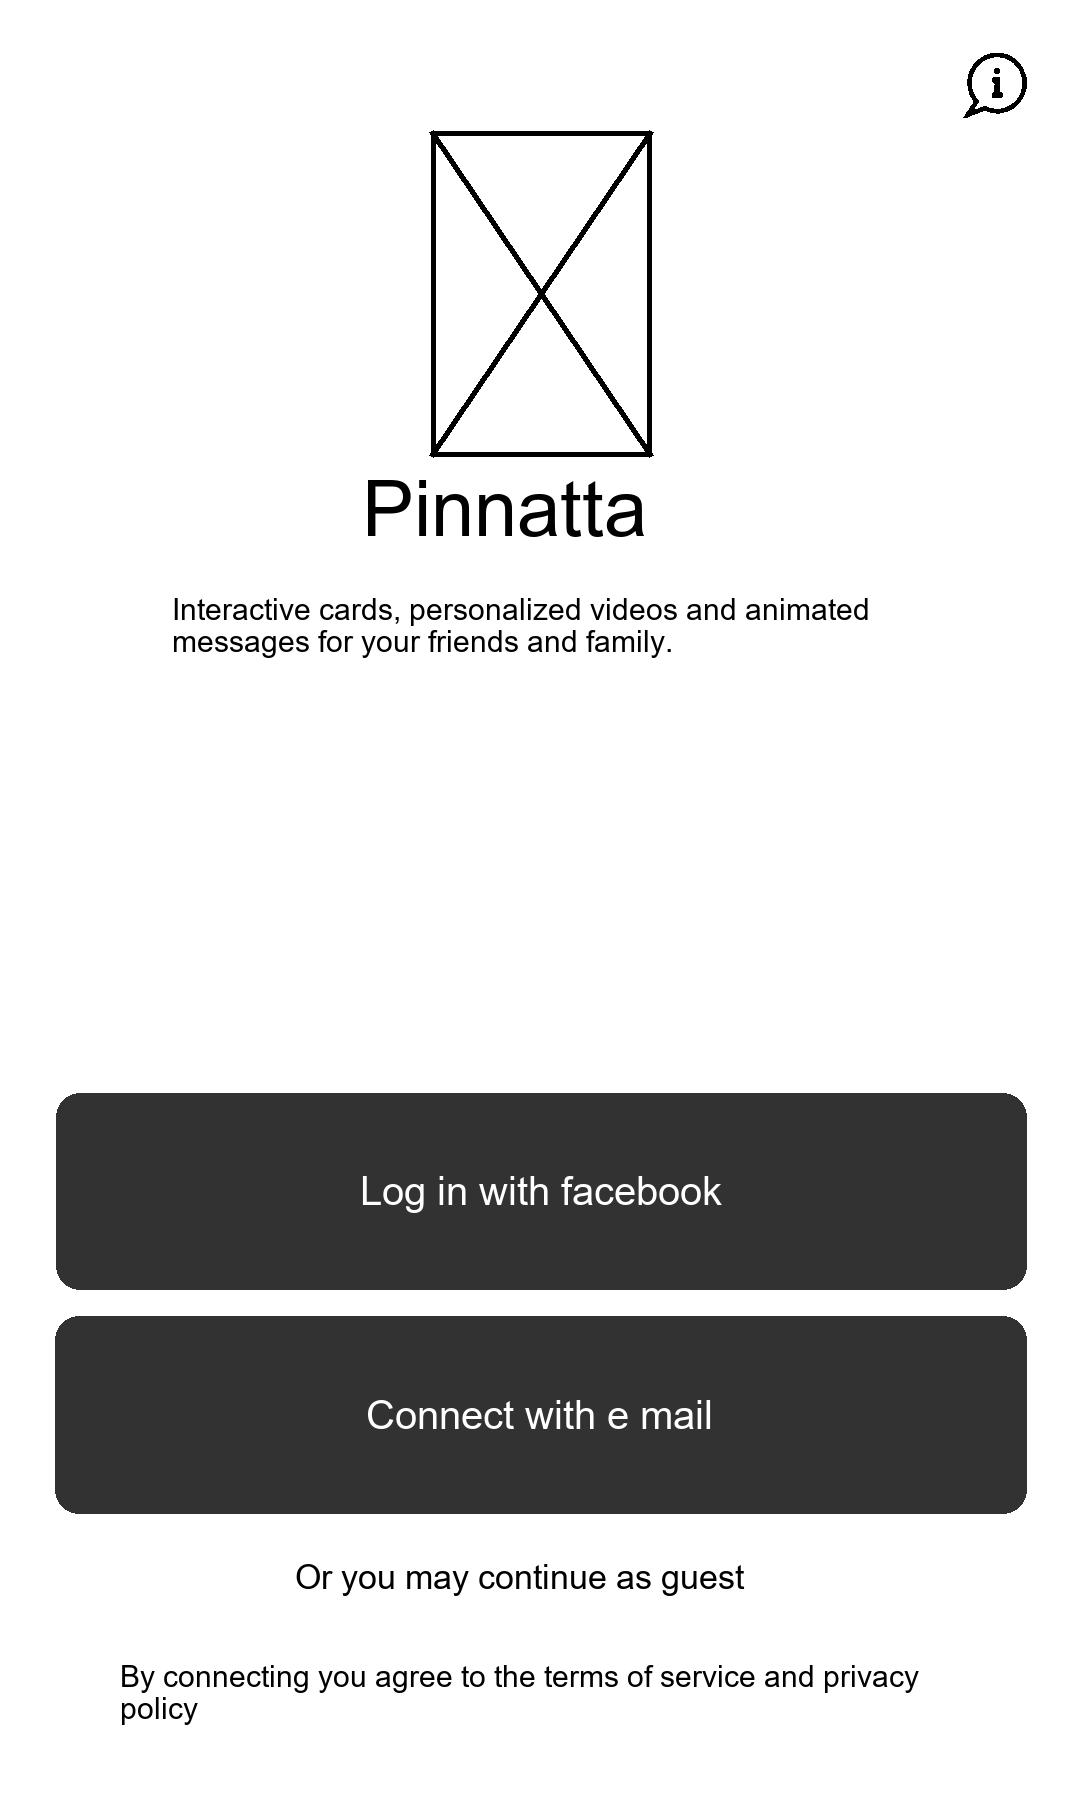 Pinnatta
Interactive cards, personalized videos and animated
messages for your friends and family.
Log in with facebook
Connect with e mail
Or you may continue as guest
By connecting you agree to the terms of service and privacy
policy